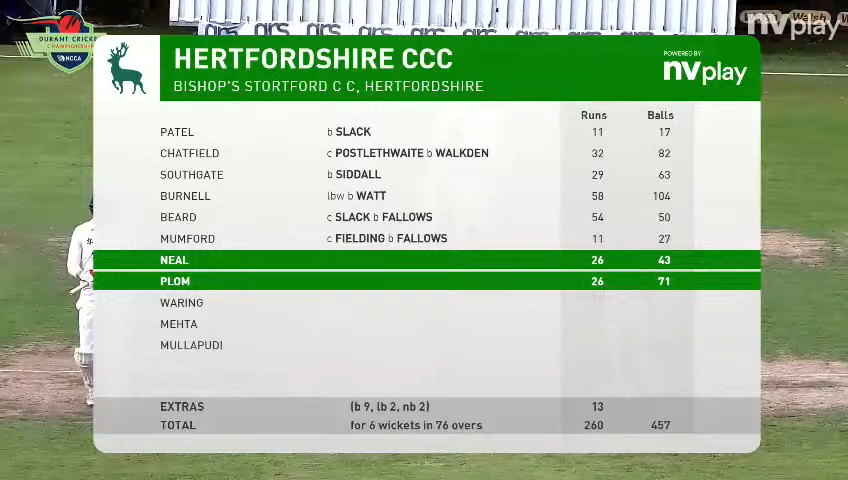 DURANT CRICKET
CHAMPIONSHIP
NCCA
HERTFORDSHIRE CCC
BISHOP'S STORTFORD C C, HERTFORDSHIRE
POWERED BY
nvplay
nvplay
Runs Balls
PATEL b SLACK 11 17
CHATFIELD c POSTLETHWAITE b WALKDEN 32 82
SOUTHGATE b SIDDALL 29 63
BURNELL lbw b WATT 58 104
BEARD c SLACK b FALLOWS 54 50
MUMFORD c FIELDING b FALLOWS 11 27
NEAL 26 43
PLOM 26 71
WARING
MEHTA
MULLAPUDI
EXTRAS (b 9, lb 2, nb 2) 13
TOTAL for 6 wickets in 76 overs 260 457